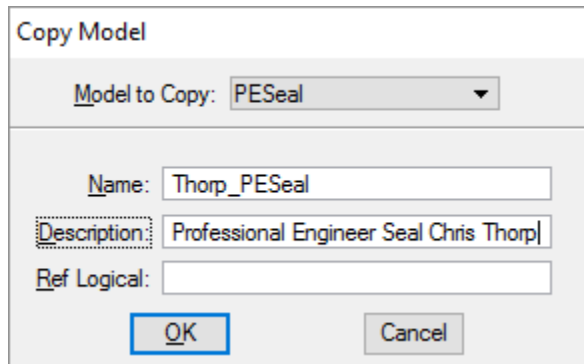 Copy Model
Model to Copy: PESeal
Name: Thorp_PESeal
Description: Professional Engineer Seal Chris Thorp
Ref Logical:
OK Cancel